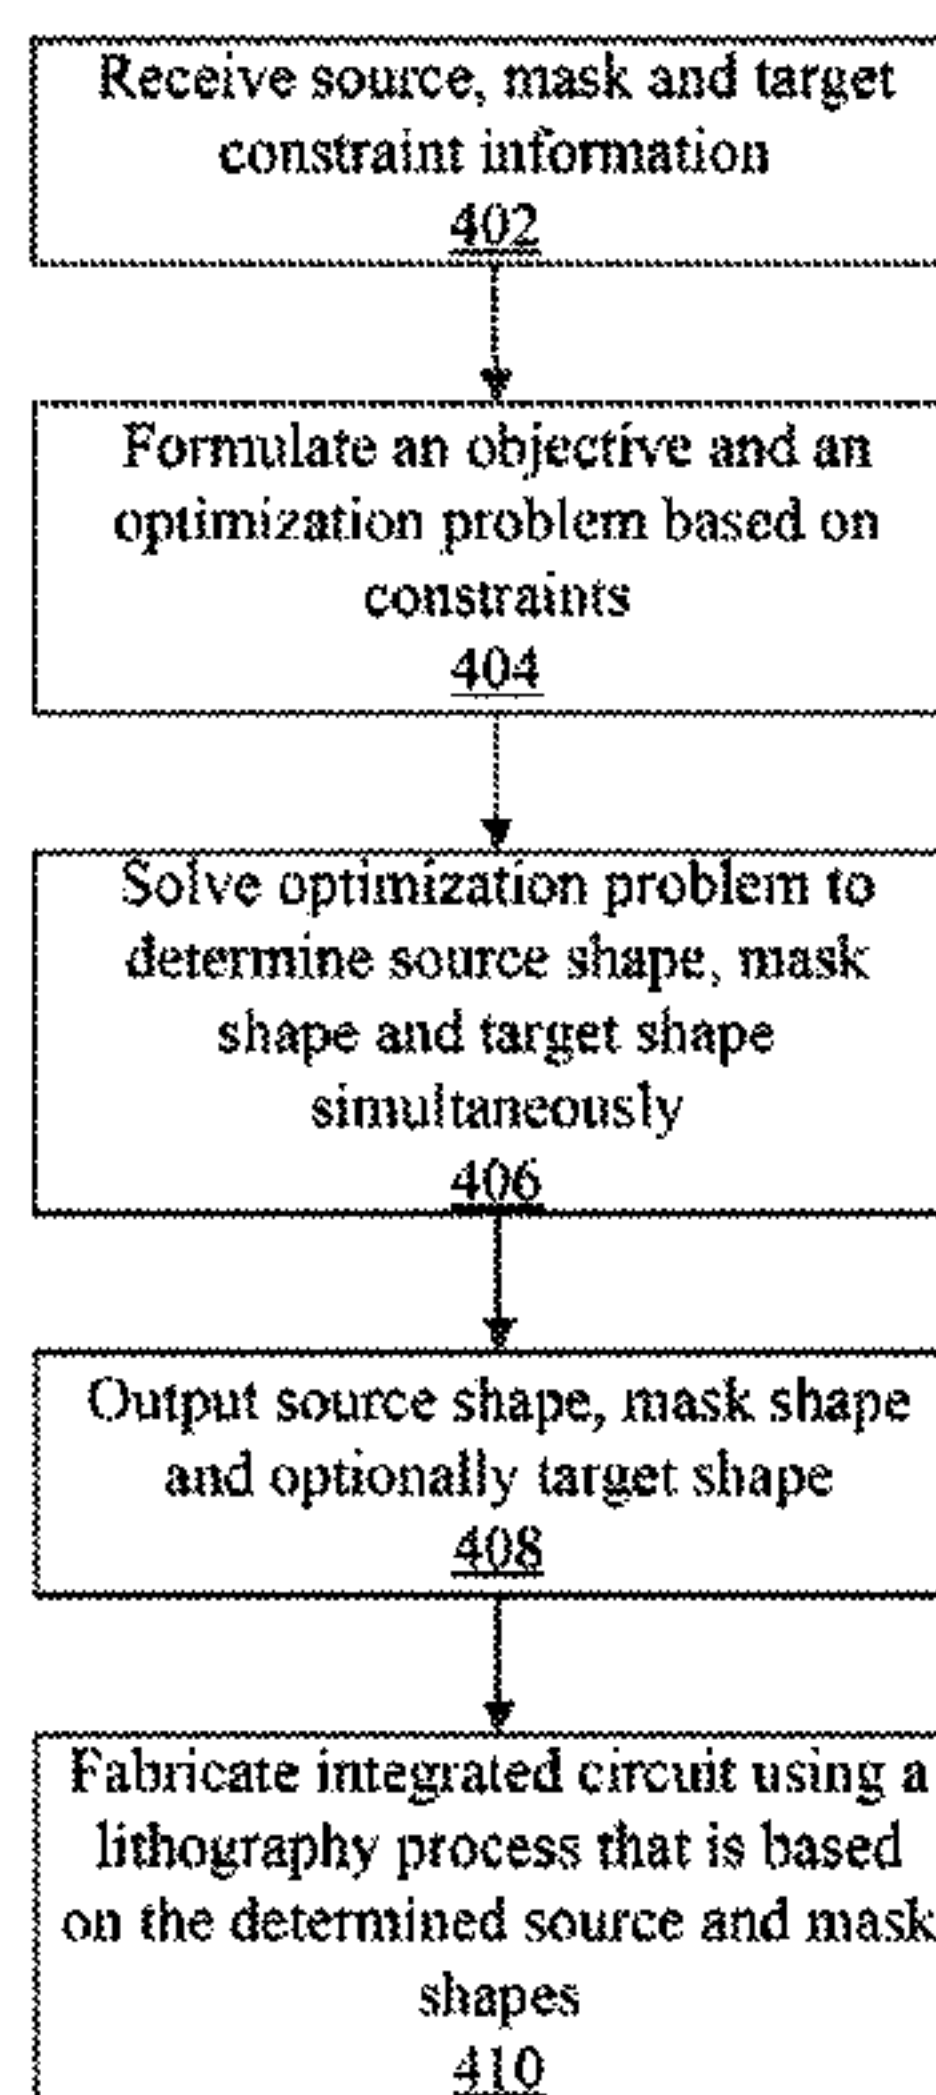 Receive source, mask and target
constraint information
402
Formulate an objective and an
optimization problem based on
constraints
404
Solve optimization problem to
determine source shape, mask
shape and target shape
simultaneously
406
Output source shape, mask shape
and optionally target shape
408
Fabricate integrated circuit using a
lithography process that is based
on the determined source and mask
shapes
410